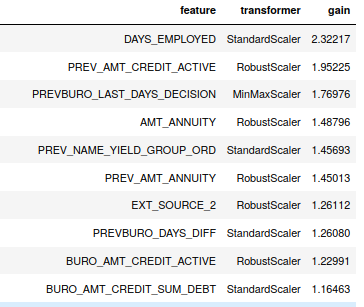 feature transformer gain
DAYS_EMPLOYED StandardScaler 2.32217
PREV_AMT_CREDIT_ACTIVE RobustScaler 1.95225
PREVBURO_LAST_DAYS_DECISION MinMaxScaler 1.76976
AMT_ANNUITY RobustScaler 1.48796
PREV_NAME_YIELD_GROUP_ORD StandardScaler 1.45693
PREV_AMT_ANNUITY RobustScaler 1.45013
EXT_SOURCE_2 RobustScaler 1.26112
PREVBURO_DAYS_DIFF StandardScaler 1.26080
BURO_AMT_CREDIT_ACTIVE RobustScaler 1.22991
BURO_AMT_CREDIT_SUM_DEBT StandardScaler 1.16463